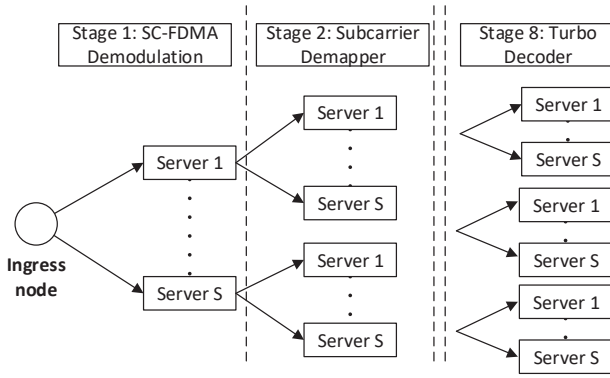 Stage 1: SC-FDMA
Demodulation
Stage 2: Subcarrier
Demapper
Stage 8: Turbo
Decoder
Ingress
node
Server 1
Server S
Server 1
Server S
Server 1
Server S
Server 1
Server S
Server 1
Server S
Server 1
Server S